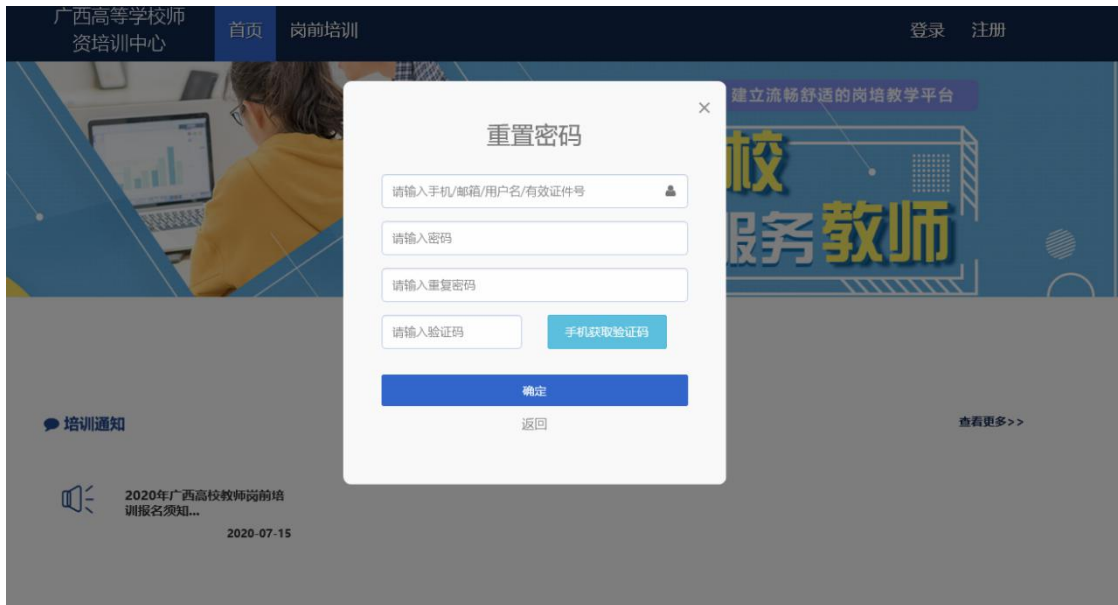 广西高等学校师
资培训中心
首页
岗前培训
登录
注册
建立流畅舒适的岗培教学平台
校
服务教师
×
重置密码
请输入手机/邮箱/用户名/有效证件号
请输入密码
请输入重复密码
请输入验证码
手机获取验证码
确定
返回
培训通知
查看更多>>
2020年广西高校教师岗前培
训报名须知...
2020-07-15